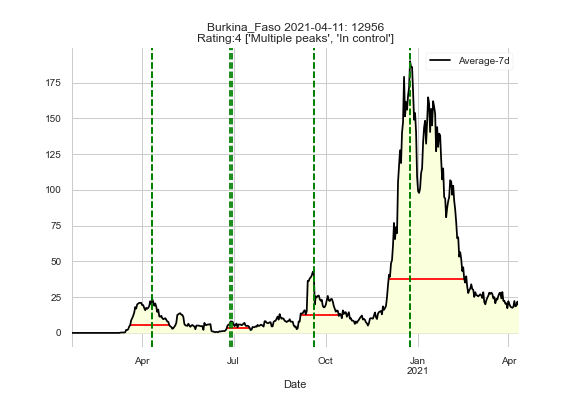 Burkina_Faso 2021-04-11: 12956
Rating:4 ['Multiple peaks', 'In control']
Average-7d
175
150
125
100
75
50
25
0
Apr
Jul
Oct
Jan
2021
Apr
Date